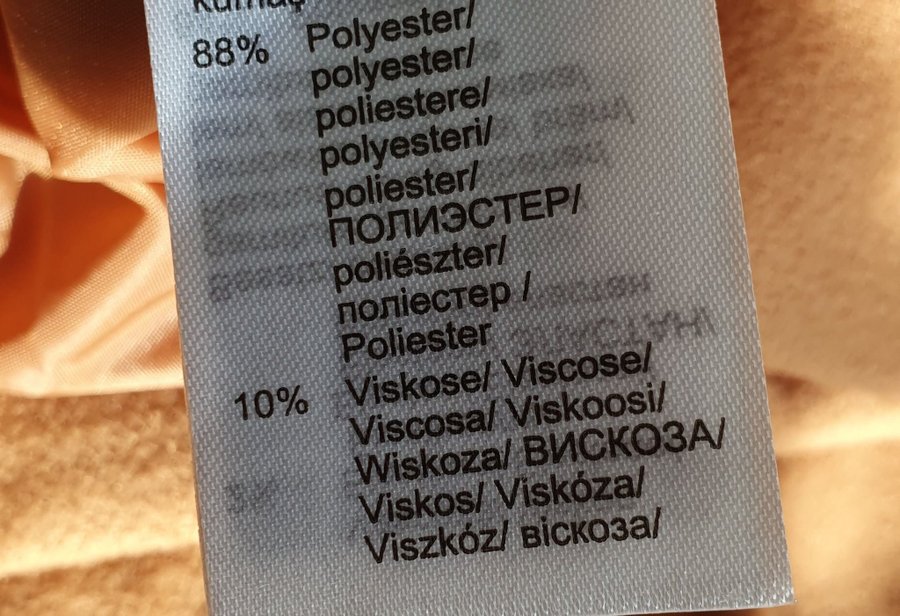 kumaş
88% Polyester/
polyester/
poliestere/
polyesteri/
poliester/
ПОЛИЭСТЕР/
poliészter/
поліестер /
Poliester
10% Viskose/ Viscose/
Viscosa/ Viskoosi/
Wiskoza/ ВИСКОЗА/
Viskos/ Viskóza/
Viszkóz/ віскоза/